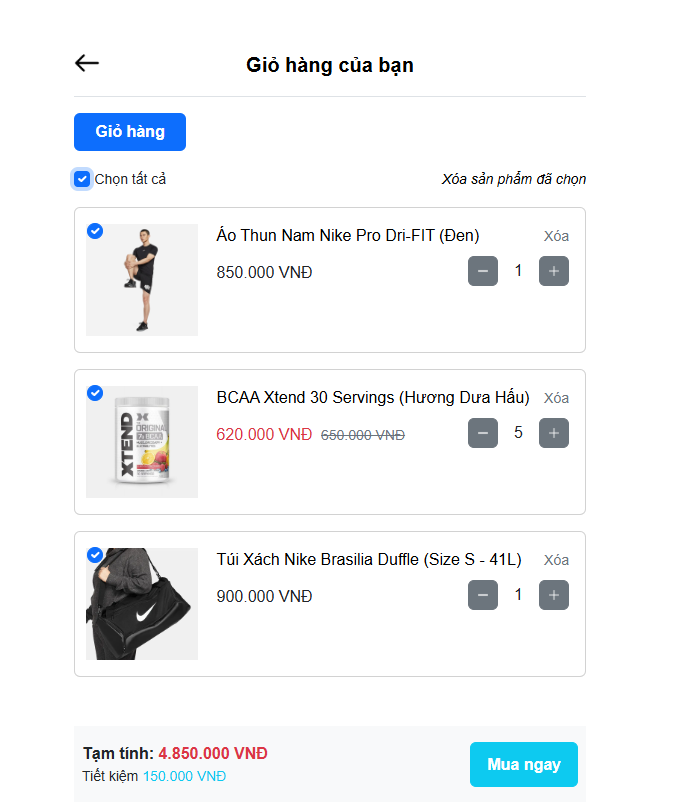 Giỏ hàng của bạn
Giỏ hàng
Chọn tất cả
Xóa sản phẩm đã chọn
Áo Thun Nam Nike Pro Dri-FIT (Đen)
Xóa
850.000 VNĐ
1
BCAA Xtend 30 Servings (Hương Dưa Hấu)
Xóa
XTEND
ORIGINAL
620.000 VNĐ 650.000 VNĐ
5
Túi Xách Nike Brasilia Duffle (Size S - 41L)
Xóa
900.000 VNĐ
1
Tạm tính: 4.850.000 VNĐ
Tiết kiệm 150.000 VNĐ
Mua ngay